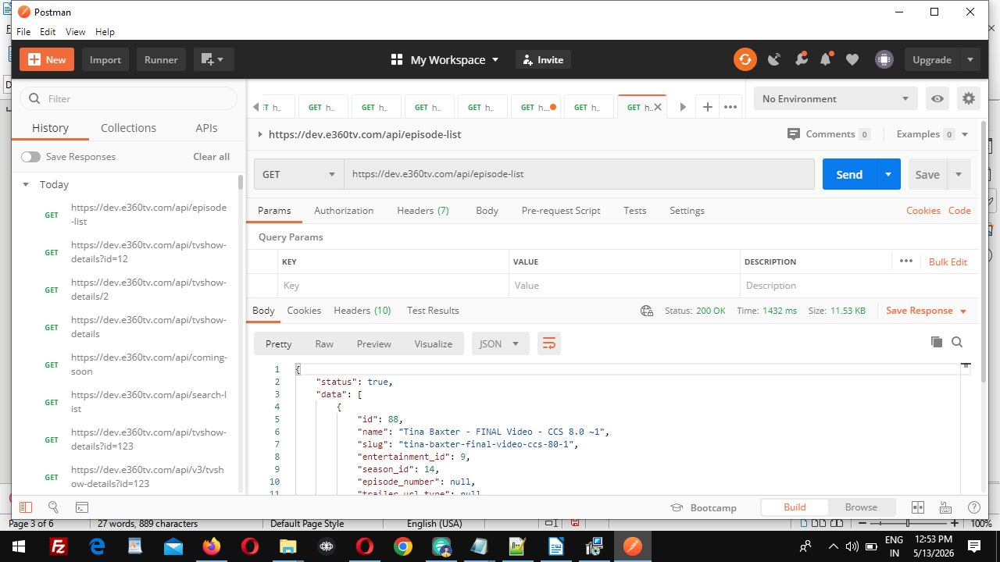 Postman
File Edit View Help
New Import Runner My Workspace Invite Upgrade
Filter
History Collections APIs
Save Responses Clear all
Today
GET https://dev.e360tv.com/api/episode
-list
GET https://dev.e360tv.com/api/tvshow-
details?id=12
GET https://dev.e360tv.com/api/tvshow-
details/2
GET https://dev.e360tv.com/api/tvshow-
details
GET https://dev.e360tv.com/api/coming-
soon
GET https://dev.e360tv.com/api/search-l
ist
GET https://dev.e360tv.com/api/tvshow-
details?id=123
GET https://dev.e360tv.com/api/v3/tvsh
ow-details?id=123
GET h.. GET h.. GET h.. GET h.. GET h.. GET h... GET h.. GET h..
No Environment
https://dev.e360tv.com/api/episode-list Comments 0 Examples 0
GET https://dev.e360tv.com/api/episode-list Send Save
Params Authorization Headers (7) Body Pre-request Script Tests Settings Cookies Code
Query Params
KEY VALUE DESCRIPTION Bulk Edit
Key Value Description
Body Cookies Headers (10) Test Results Status: 200 OK Time: 1432 ms Size: 11.53 KB Save Response
Pretty Raw Preview Visualize JSON
1 {
2 "status": true,
3 "data": [
4 {
5 "id": 88,
6 "name": "Tina Baxter - FINAL Video - CCS 8.0 ~1",
7 "slug": "tina-baxter-final-video-ccs-80-1",
8 "entertainment_id": 9,
9 "season_id": 14,
10 "episode_number": null,
11 "trailer_url_type": null
Bootcamp Build Browse
Page 3 of 6 27 words, 889 characters Default Page Style English (USA) 100%
ENG
IN
12:53 PM
5/13/2026